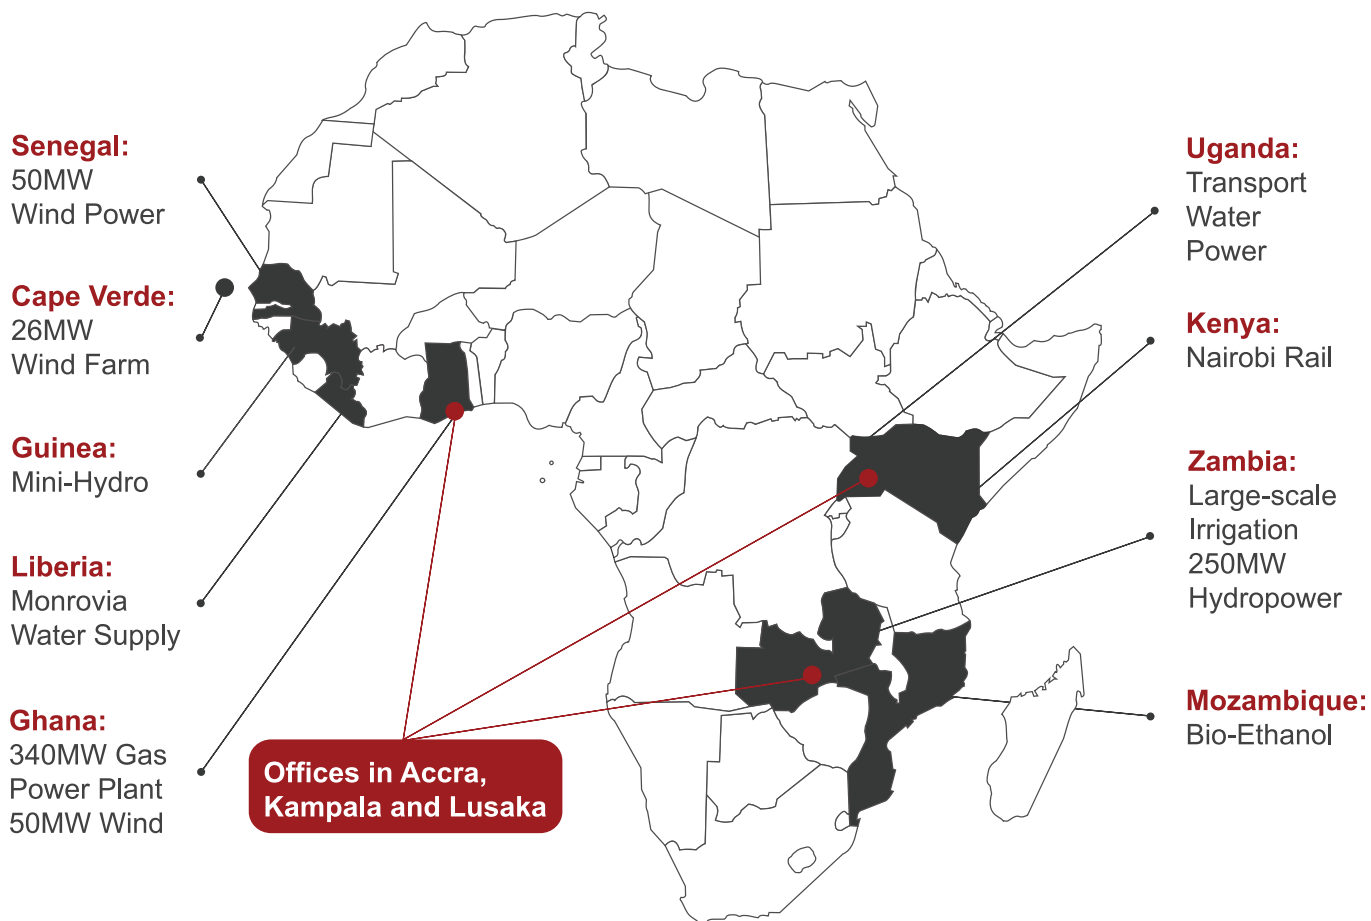 Senegal:
50MW
Wind Power
Cape Verde:
26MW
Wind Farm
Guinea:
Mini-Hydro
Liberia:
Monrovia
Water Supply
Ghana:
340MW Gas
Power Plant
50MW Wind
Offices in Accra,
Kampala and Lusaka
Uganda:
Transport
Water
Power
Kenya:
Nairobi Rail
Zambia:
Large-scale
Irrigation
250MW
Hydropower
Mozambique:
Bio-Ethanol